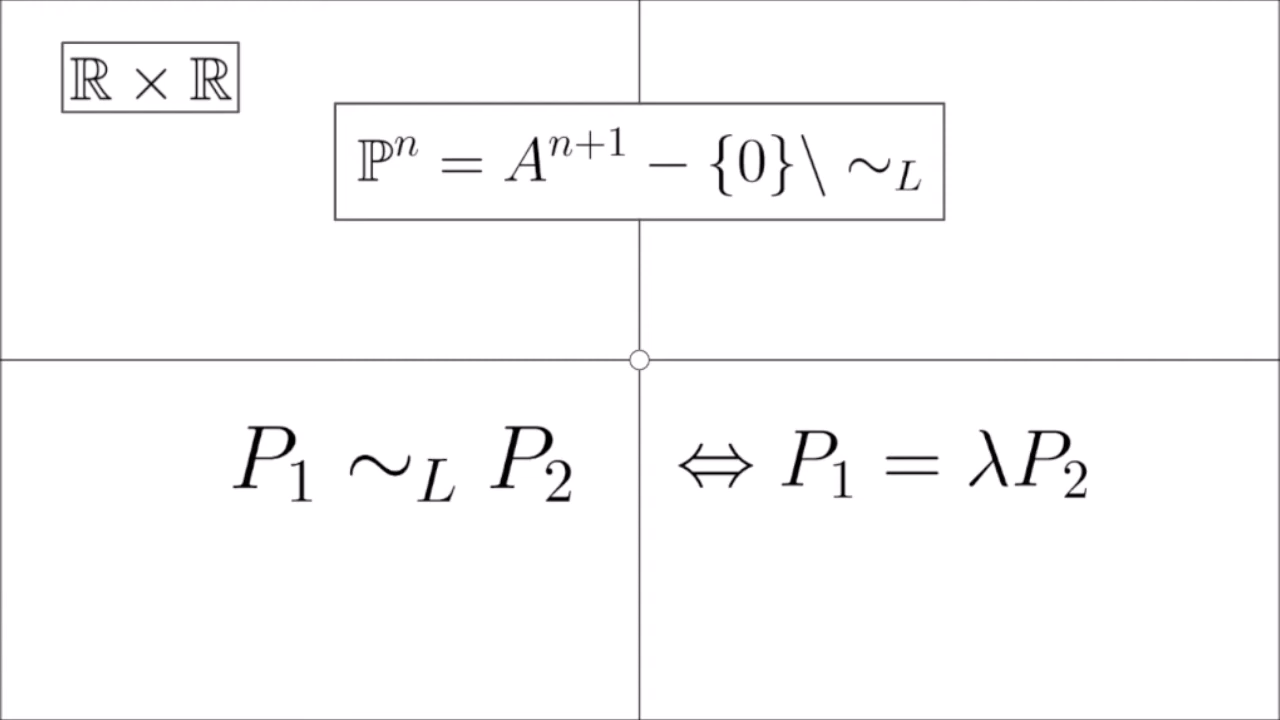 ℝ × ℝ
ℙⁿ = Aⁿ⁺¹ − {0}\ ∼_L
P₁ ∼_L P₂ ⇔ P₁ = λP₂